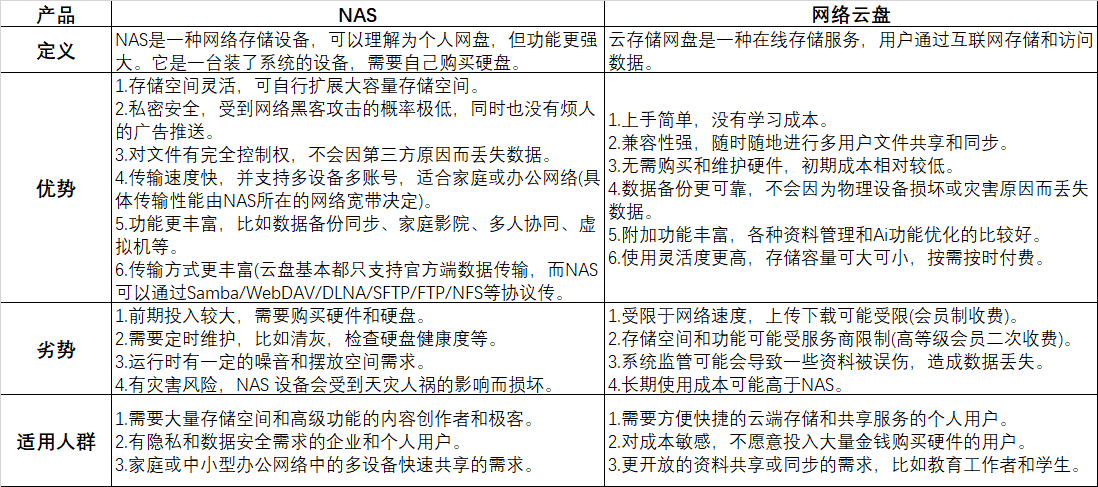 产品
NAS
网络云盘
定义
NAS是一种网络存储设备，可以理解为个人网盘，但功能更强
大。它是一台装了系统的设备，需要自己购买硬盘。
云存储网盘是一种在线存储服务，用户通过互联网存储和访问
数据。
优势
1.存储空间灵活，可自行扩展大容量存储空间。
2.私密安全，受到网络黑客攻击的概率极低，同时也没有烦人
的广告推送。
3.对文件有完全控制权，不会因第三方原因而丢失数据。
4.传输速度快，并支持多设备多账号，适合家庭或办公网络(具
体传输性能由NAS所在的网络宽带决定)。
5.功能更丰富，比如数据备份同步、家庭影院、多人协同、虚
拟机等。
6.传输方式更丰富(云盘基本都只支持官方端数据传输，而NAS
可以通过Samba/WebDAV/DLNA/SFTP/FTP/NFS等协议传。
1.上手简单，没有学习成本。
2.兼容性强，随时随地进行多用户文件共享和同步。
3.无需购买和维护硬件，初期成本相对较低。
4.数据备份更可靠，不会因为物理设备损坏或灾害原因而丢失
数据。
5.附加功能丰富，各种资料管理和Ai功能优化的比较好。
6.使用灵活度更高，存储容量可大可小，按需按时付费。
劣势
1.前期投入较大，需要购买硬件和硬盘。
2.需要定时维护，比如清灰，检查硬盘健康度等。
3.运行时有一定的噪音和摆放空间需求。
4.有灾害风险，NAS 设备会受到天灾人祸的影响而损坏。
1.受限于网络速度，上传下载可能受限(会员制收费)。
2.存储空间和功能可能受服务商限制(高等级会员二次收费)。
3.系统监管可能会导致一些资料被误伤，造成数据丢失。
4.长期使用成本可能高于NAS。
适用人群
1.需要大量存储空间和高级功能的内容创作者和极客。
2.有隐私和数据安全需求的企业和个人用户。
3.家庭或中小型办公网络中的多设备快速共享的需求。
1.需要方便快捷的云端存储和共享服务的个人用户。
2.对成本敏感，不愿意投入大量金钱购买硬件的用户。
3.更开放的资料共享或同步的需求，比如教育工作者和学生。